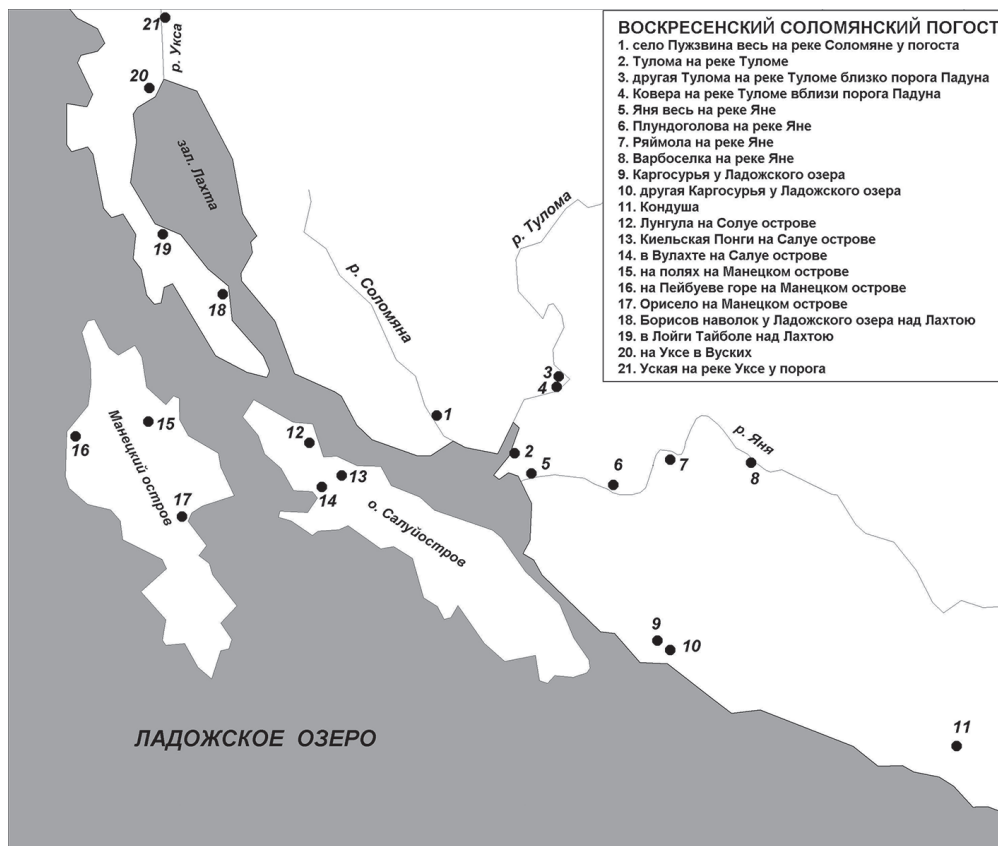 ВОСКРЕСЕНСКИЙ СОЛОМЯНСКИЙ ПОГОСТ
1. село Пужзвина весь на реке Соломяне у погоста
2. Тулома на реке Туломе
3. другая Тулома на реке Туломе близко порога Падуна
4. Ковера на реке Туломе вблизи порога Падуна
5. Яня весь на реке Яне
6. Плундоголова на реке Яне
7. Ряймола на реке Яне
8. Варбоселка на реке Яне
9. Каргосурья у Ладожского озера
10. другая Каргосурья у Ладожского озера
11. Кондуша
12. Лунгула на Солуе острове
13. Киельская Понги на Салуе острове
14. в Вулахте на Салуе острове
15. на полях на Манецком острове
16. на Пейбуеве горе на Манецком острове
17. Орисело на Манецком острове
18. Борисов наволок у Ладожского озера над Лахтою
19. в Лойги Тайболе над Лахтою
20. на Уксе в Вуских
21. Уская на реке Уксе у порога
21
р. Укса
20
зал. Лахта
19
18
р. Соломяна
р. Тулома
3
4
1
2
5
6
7
р. Яня
8
12
13
14
о. Салуйостров
15
16
Манецкий остров
17
9
10
11
ЛАДОЖСКОЕ ОЗЕРО